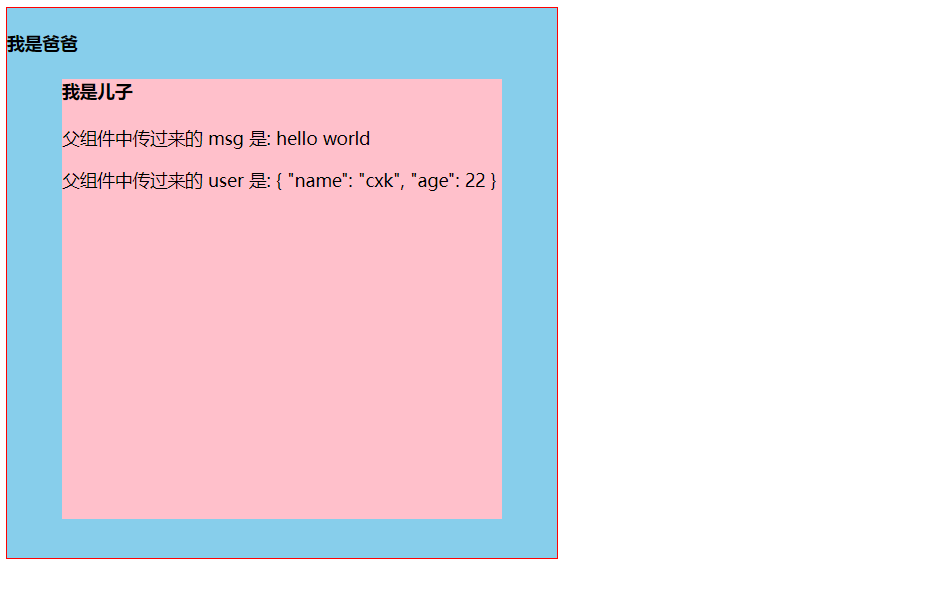 我是爸爸
我是儿子
父组件中传过来的 msg 是: hello world
父组件中传过来的 user 是: { "name": "cxk", "age": 22 }